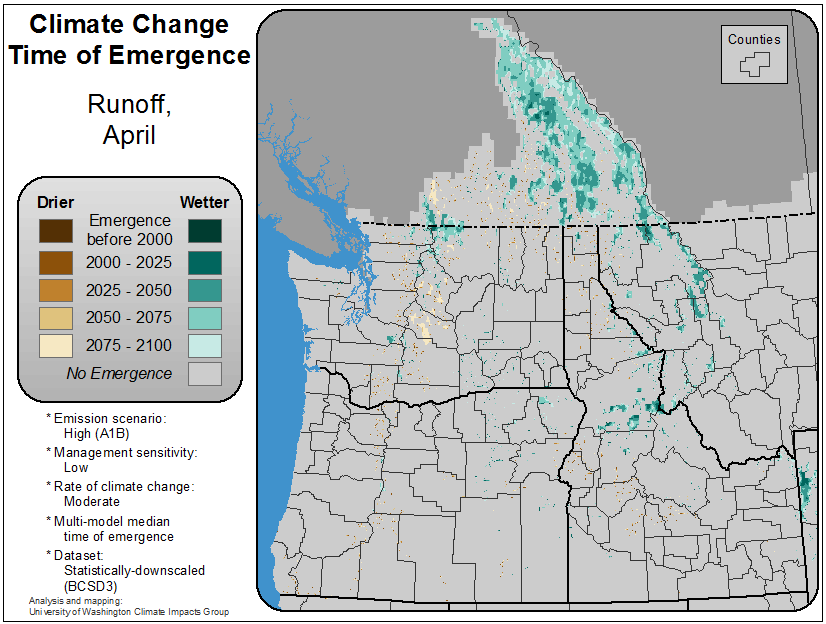 Climate Change
Time of Emergence
Runoff,
April
Counties
Drier
Wetter
Emergence
before 2000
2000 - 2025
2025 - 2050
2050 - 2075
2075 - 2100
No Emergence
* Emission scenario:
High (A1B)
* Management sensitivity:
Low
* Rate of climate change:
Moderate
* Multi-model median
time of emergence
* Dataset:
Statistically-downscaled
(BCSD3)
Analysis and mapping:
University of Washington Climate Impacts Group